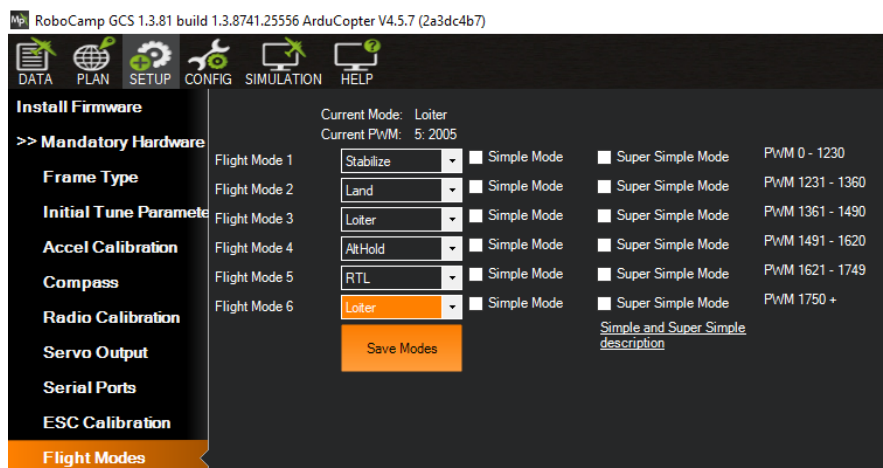 Mp RoboCamp GCS 1.3.81 build 1.3.8741.25556 ArduCopter V4.5.7 (2a3dc4b7)
DATA PLAN SETUP CONFIG SIMULATION HELP
Install Firmware
>> Mandatory Hardware
Frame Type
Initial Tune Paramete
Accel Calibration
Compass
Radio Calibration
Servo Output
Serial Ports
ESC Calibration
Flight Modes
Current Mode: Loiter
Current PWM: 5: 2005
Flight Mode 1 Stabilize Simple Mode Super Simple Mode PWM 0 - 1230
Flight Mode 2 Land Simple Mode Super Simple Mode PWM 1231 - 1360
Flight Mode 3 Loiter Simple Mode Super Simple Mode PWM 1361 - 1490
Flight Mode 4 AltHold Simple Mode Super Simple Mode PWM 1491 - 1620
Flight Mode 5 RTL Simple Mode Super Simple Mode PWM 1621 - 1749
Flight Mode 6 Loiter Simple Mode Super Simple Mode PWM 1750 +
Simple and Super Simple
description
Save Modes